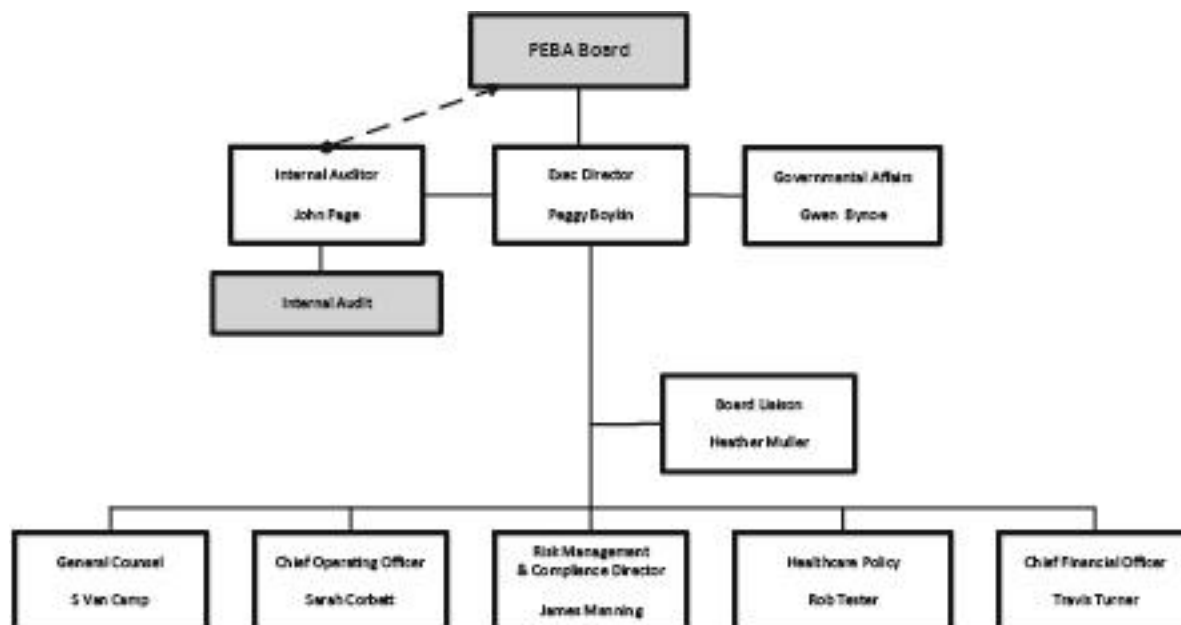 PEBA Board
Internal Auditor
John Page
Exec Director
Peggy Boykin
Governmental Affairs
Gwen Bynoe
Internal Audit
Board Liaison
Heather Muller
General Counsel
S Van Camp
Chief Operating Officer
Sarah Corbett
Risk Management
& Compliance Director
James Manning
Healthcare Policy
Rob Tester
Chief Financial Officer
Travis Turner